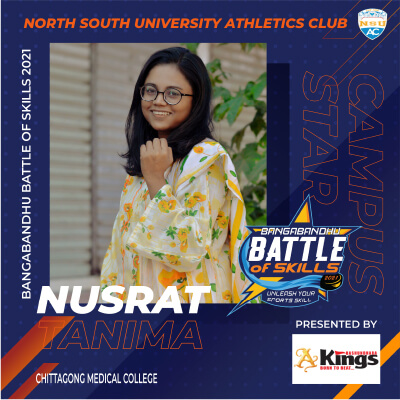 NORTH SOUTH UNIVERSITY ATHLETICS CLUB
NSU
AC
BANGABANDHU BATTLE OF SKILLS 2021
CAMPUS
STAR
BANGABANDHU
BATTLE
OF SKILLS
2021
UNLEASH YOUR
SPORTS SKILL
NUSRAT
TANIMA
CHITTAGONG MEDICAL COLLEGE
PRESENTED BY
BASHUNDHARA
Kings
BORN TO BEAT...